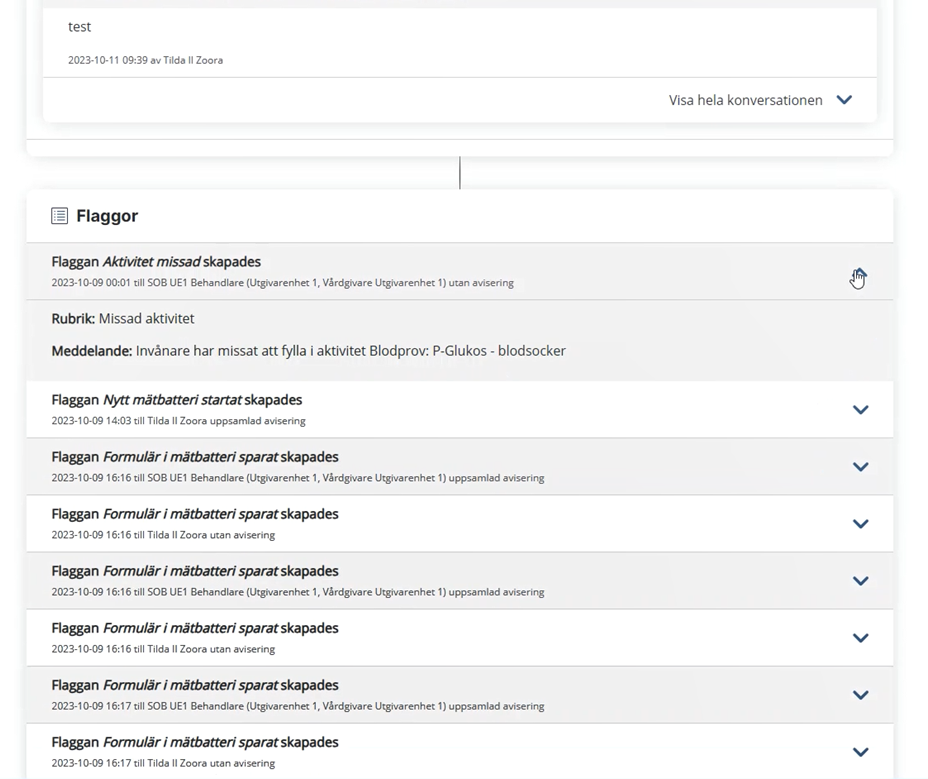 test
2023-10-11 09:39 av Tilda II Zoora
Visa hela konversationen
Flaggor
Flaggan Aktivitet missad skapades
2023-10-09 00:01 till SOB UE1 Behandlare (Utgivarenhet 1, Vårdgivare Utgivarenhet 1) utan avisering
Rubrik: Missad aktivitet
Meddelande: Invånare har missat att fylla i aktivitet Blodprov: P-Glukos - blodsocker
Flaggan Nytt mätbatteri startat skapades
2023-10-09 14:03 till Tilda II Zoora uppsamlad avisering
Flaggan Formulär i mätbatteri sparat skapades
2023-10-09 16:16 till SOB UE1 Behandlare (Utgivarenhet 1, Vårdgivare Utgivarenhet 1) uppsamlad avisering
Flaggan Formulär i mätbatteri sparat skapades
2023-10-09 16:16 till Tilda II Zoora utan avisering
Flaggan Formulär i mätbatteri sparat skapades
2023-10-09 16:16 till SOB UE1 Behandlare (Utgivarenhet 1, Vårdgivare Utgivarenhet 1) uppsamlad avisering
Flaggan Formulär i mätbatteri sparat skapades
2023-10-09 16:16 till Tilda II Zoora utan avisering
Flaggan Formulär i mätbatteri sparat skapades
2023-10-09 16:17 till SOB UE1 Behandlare (Utgivarenhet 1, Vårdgivare Utgivarenhet 1) uppsamlad avisering
Flaggan Formulär i mätbatteri sparat skapades
2023-10-09 16:17 till Tilda II Zoora utan avisering